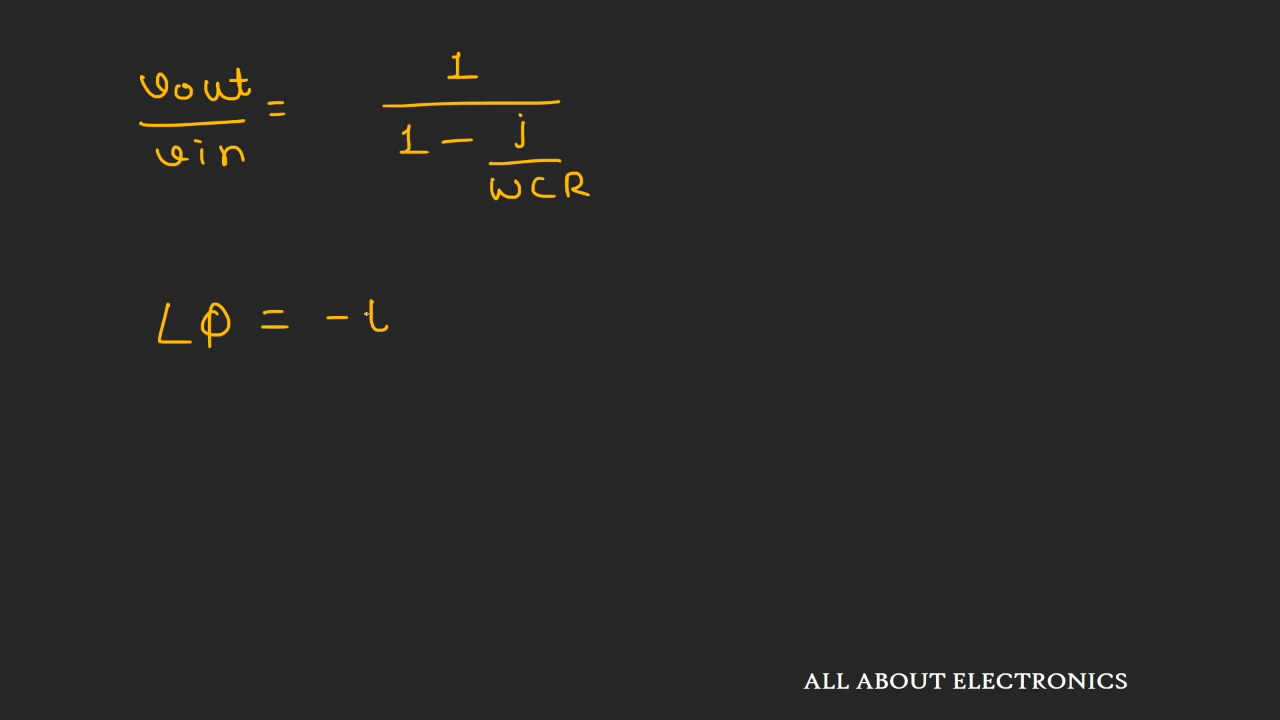 vout/vin = 1/(1 - j/WCR)
∠φ = - t
ALL ABOUT ELECTRONICS